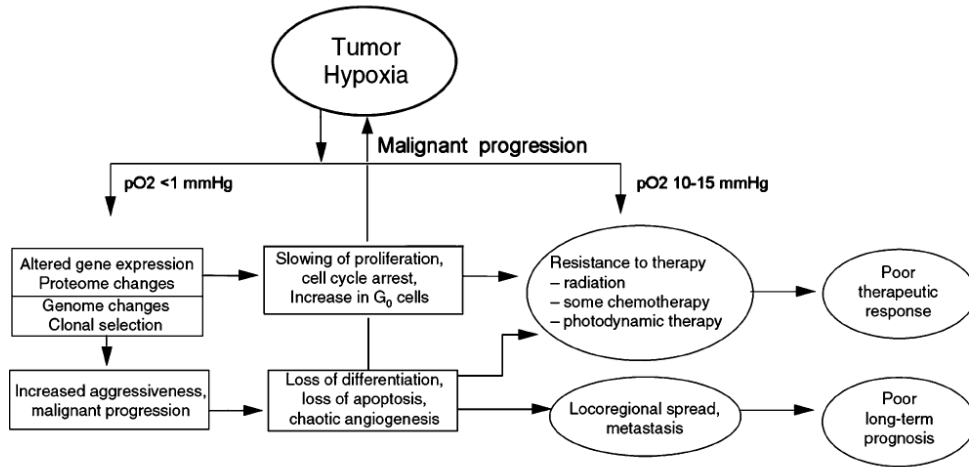 Tumor
Hypoxia
Malignant progression
pO2 <1 mmHg
pO2 10-15 mmHg
Altered gene expression
Proteome changes
Genome changes
Clonal selection
Slowing of proliferation,
cell cycle arrest,
Increase in G₀ cells
Resistance to therapy
– radiation
– some chemotherapy
– photodynamic therapy
Poor
therapeutic
response
Increased aggressiveness,
malignant progression
Loss of differentiation,
loss of apoptosis,
chaotic angiogenesis
Locoregional spread,
metastasis
Poor
long-term
prognosis